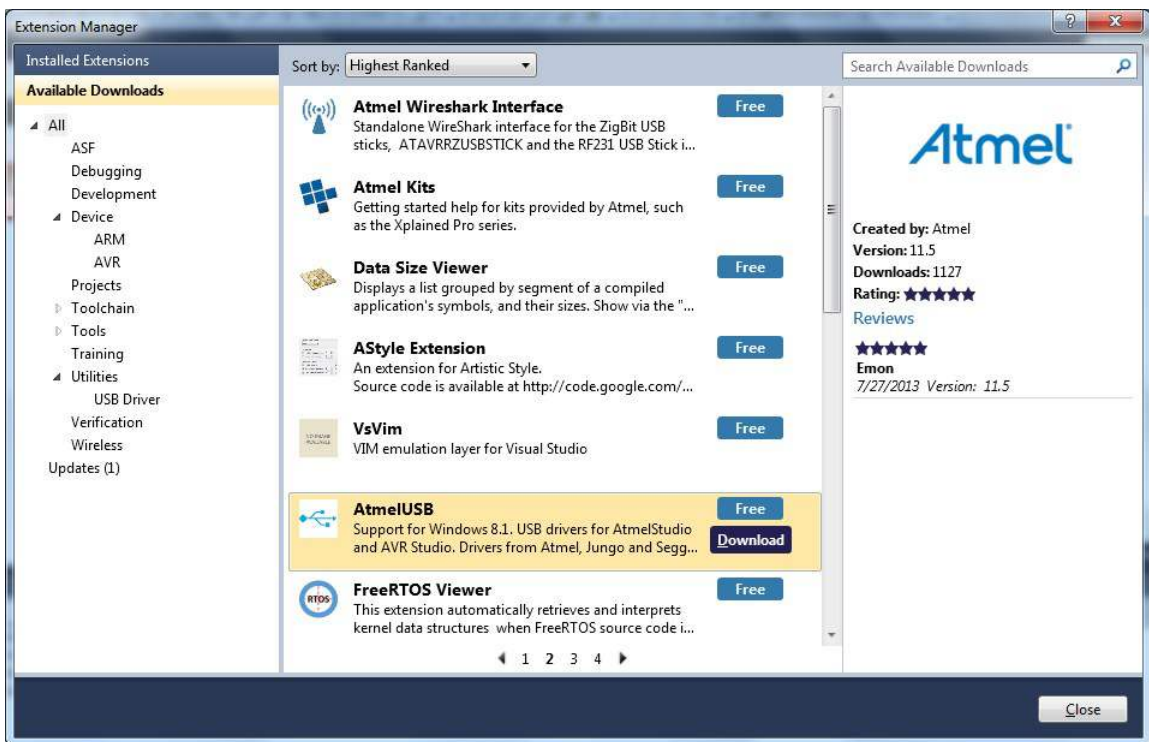 Extension Manager
Installed Extensions
Available Downloads
All
ASF
Debugging
Development
Device
ARM
AVR
Projects
Toolchain
Tools
Training
Utilities
USB Driver
Verification
Wireless
Updates (1)
Sort by: Highest Ranked
Atmel Wireshark Interface
Free
Standalone WireShark interface for the ZigBit USB
sticks, ATAVRRZUSBSTICK and the RF231 USB Stick i...
Atmel Kits
Free
Getting started help for kits provided by Atmel, such
as the Xplained Pro series.
Data Size Viewer
Free
Displays a list grouped by segment of a compiled
application's symbols, and their sizes. Show via the "...
AStyle Extension
Free
An extension for Artistic Style.
Source code is available at http://code.google.com/...
VsVim
Free
VIM emulation layer for Visual Studio
AtmelUSB
Free
Support for Windows 8.1. USB drivers for AtmelStudio
and AVR Studio. Drivers from Atmel, Jungo and Segg...
Download
FreeRTOS Viewer
Free
RTOS
This extension automatically retrieves and interprets
kernel data structures when FreeRTOS source code i...
1 2 3 4
Search Available Downloads
Atmel
Created by: Atmel
Version: 11.5
Downloads: 1127
Rating: ★★★★★
Reviews
★★★★★
Emon
7/27/2013 Version: 11.5
Close